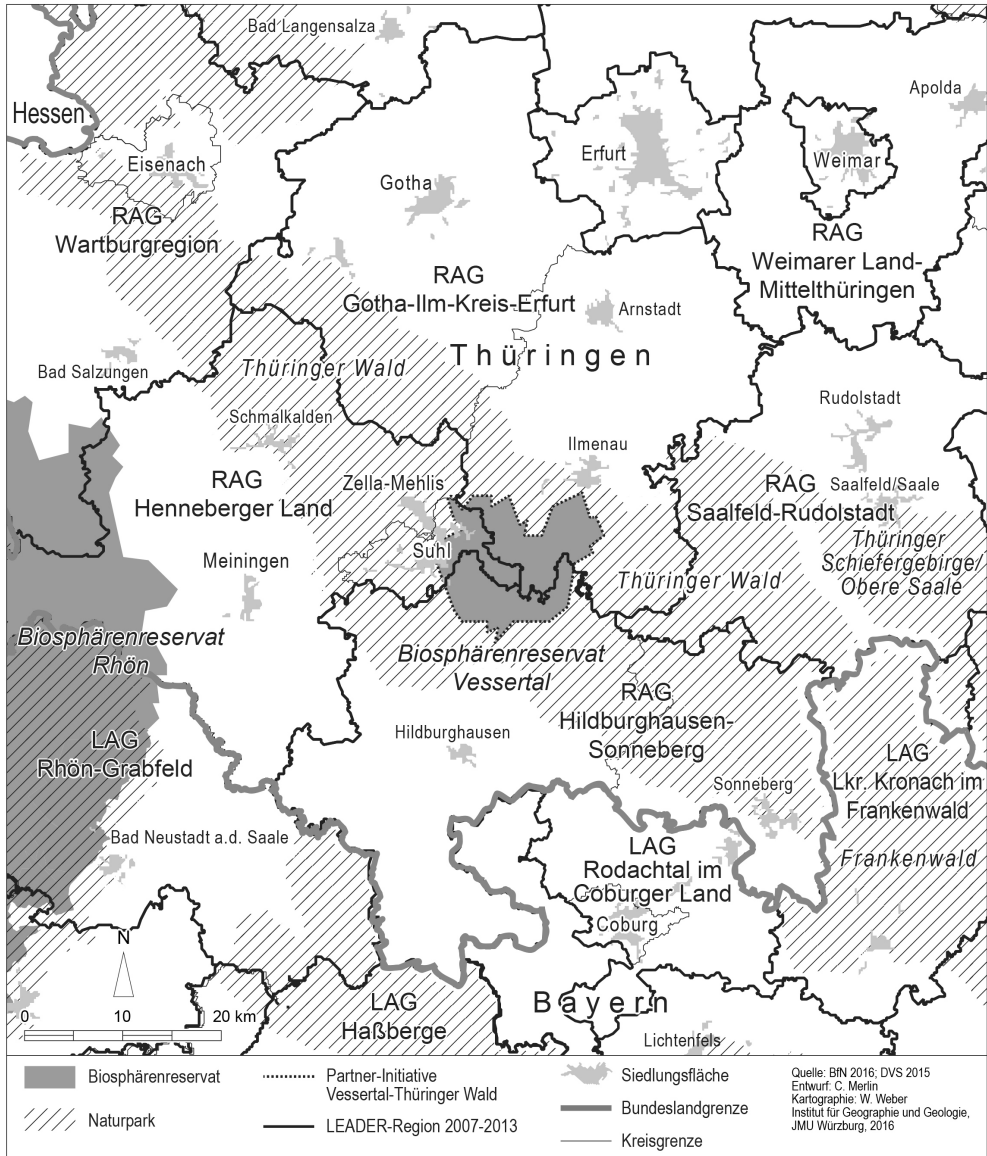 Bad Langensalza
Hessen
Apolda
Eisenach
Erfurt
Weimar
Gotha
RAG
Wartburgregion
RAG
Weimarer Land-
Mittelthüringen
RAG
Gotha-Ilm-Kreis-Erfurt
Arnstadt
Thüringen
Thüringer Wald
Bad Salzungen
Rudolstadt
Schmalkalden
Ilmenau
RAG
Henneberger Land
Zella-Mehlis
RAG
Saalfeld-Rudolstadt
Saalfeld/Saale
Suhl
Thüringer
Schiefergebirge/
Obere Saale
Meiningen
Thüringer Wald
Biosphärenreservat
Rhön
Biosphärenreservat
Vessertal
RAG
Hildburghausen-
Sonneberg
Hildburghausen
LAG
Rhön-Grabfeld
LAG
Lkr. Kronach im
Frankenwald
Sonneberg
Bad Neustadt a.d. Saale
LAG
Rodachtal im
Coburger Land
Frankenwald
Coburg
N
LAG
Haßberge
Bayern
0 10 20 km
Lichtenfels
Biosphärenreservat
Naturpark
Partner-Initiative
Vessertal-Thüringer Wald
LEADER-Region 2007-2013
Siedlungsfläche
Bundeslandgrenze
Kreisgrenze
Quelle: BfN 2016; DVS 2015
Entwurf: C. Merlin
Kartographie: W. Weber
Institut für Geographie und Geologie,
JMU Würzburg, 2016